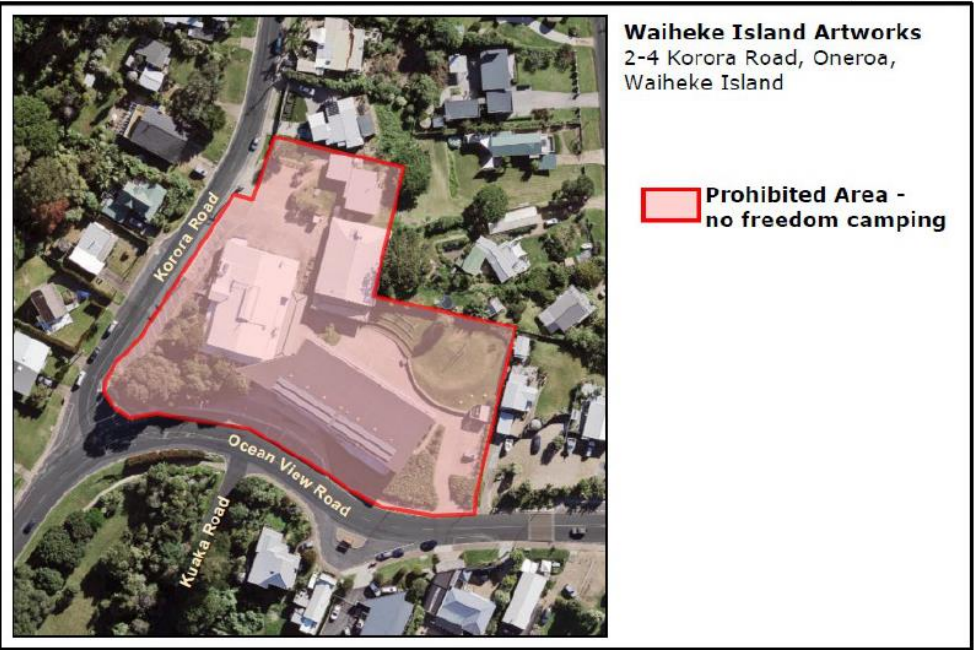 Waiheke Island Artworks
2-4 Korora Road, Oneroa,
Waiheke Island
Prohibited Area -
no freedom camping
Korora Road
Ocean View Road
Kuaka Road